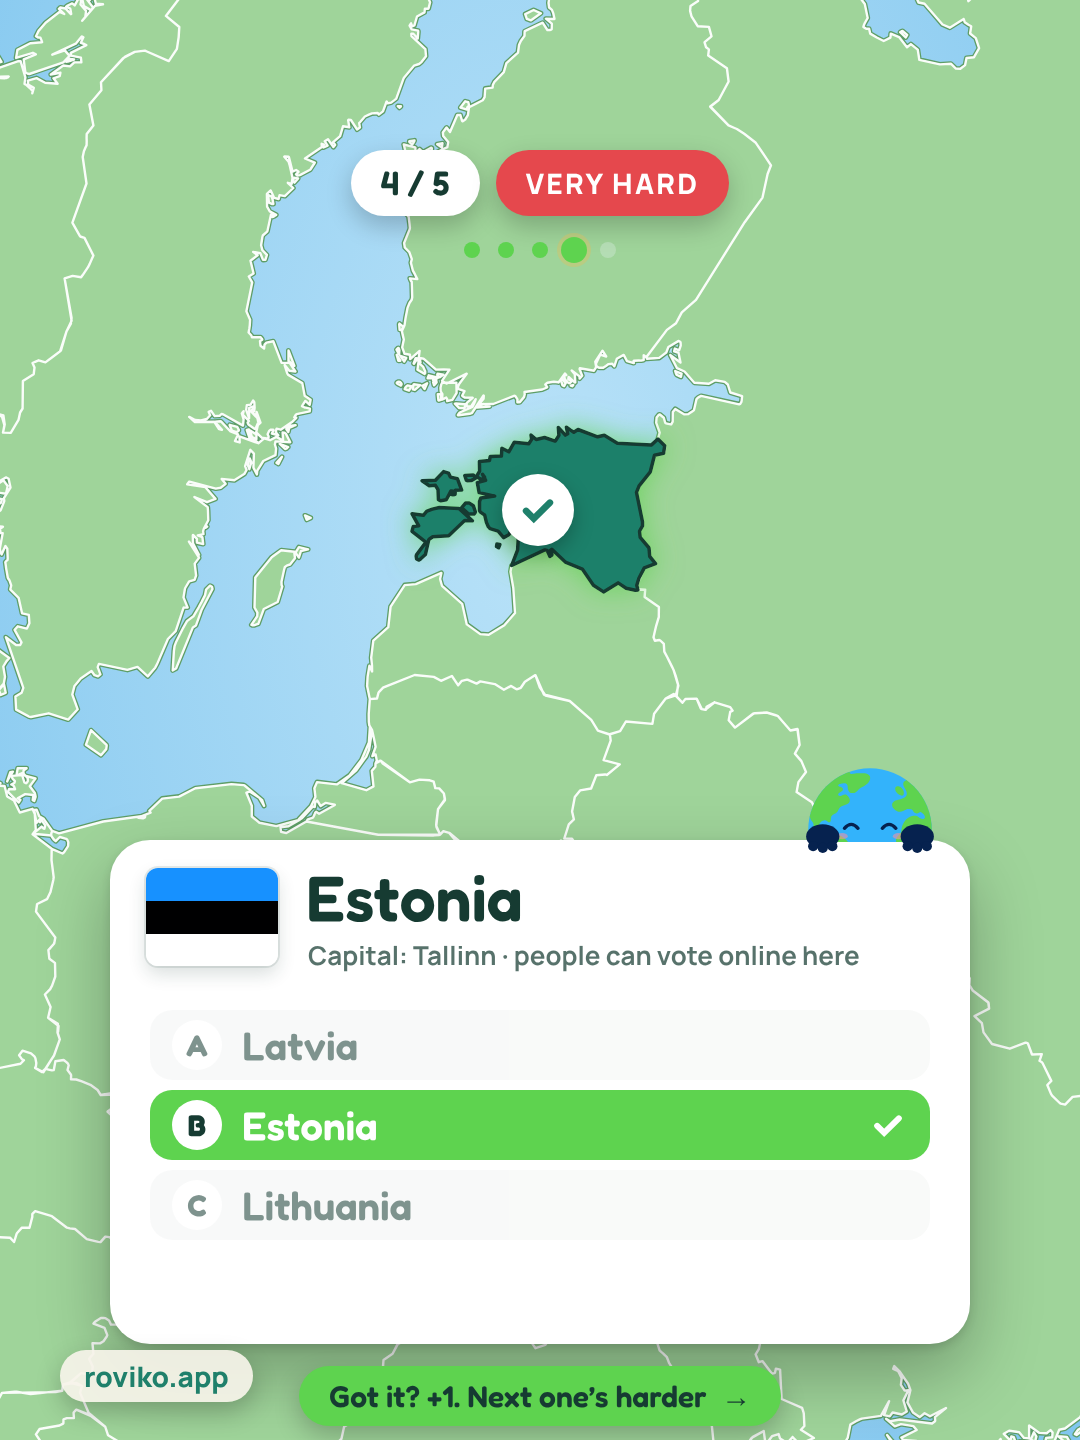 4 / 5
VERY HARD
Estonia
Capital: Tallinn · people can vote online here
A Latvia
B Estonia
C Lithuania
roviko.app
Got it? +1. Next one’s harder →